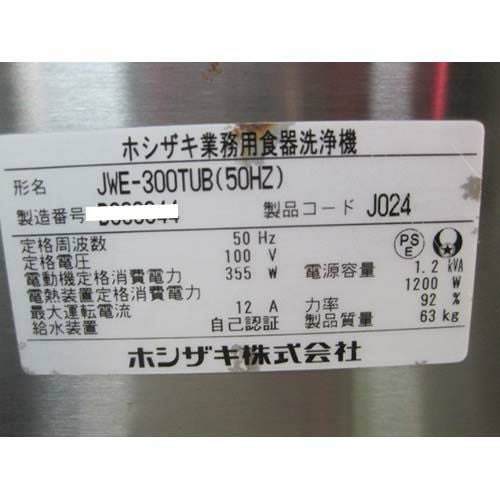 ホシザキ業務用食器洗浄機
形名 JWE-300TUB(50HZ)
製造番号 製品コード J024
定格周波数 50 Hz
定格電圧 100 V
電動機定格消費電力 355 W 電源容量 1.2 kVA
電熱装置定格消費電力 1200 W
最大運転電流 12 A 力率 92 %
給水装置 自己認証 製品質量 63 kg
PS
E
ホシザキ株式会社